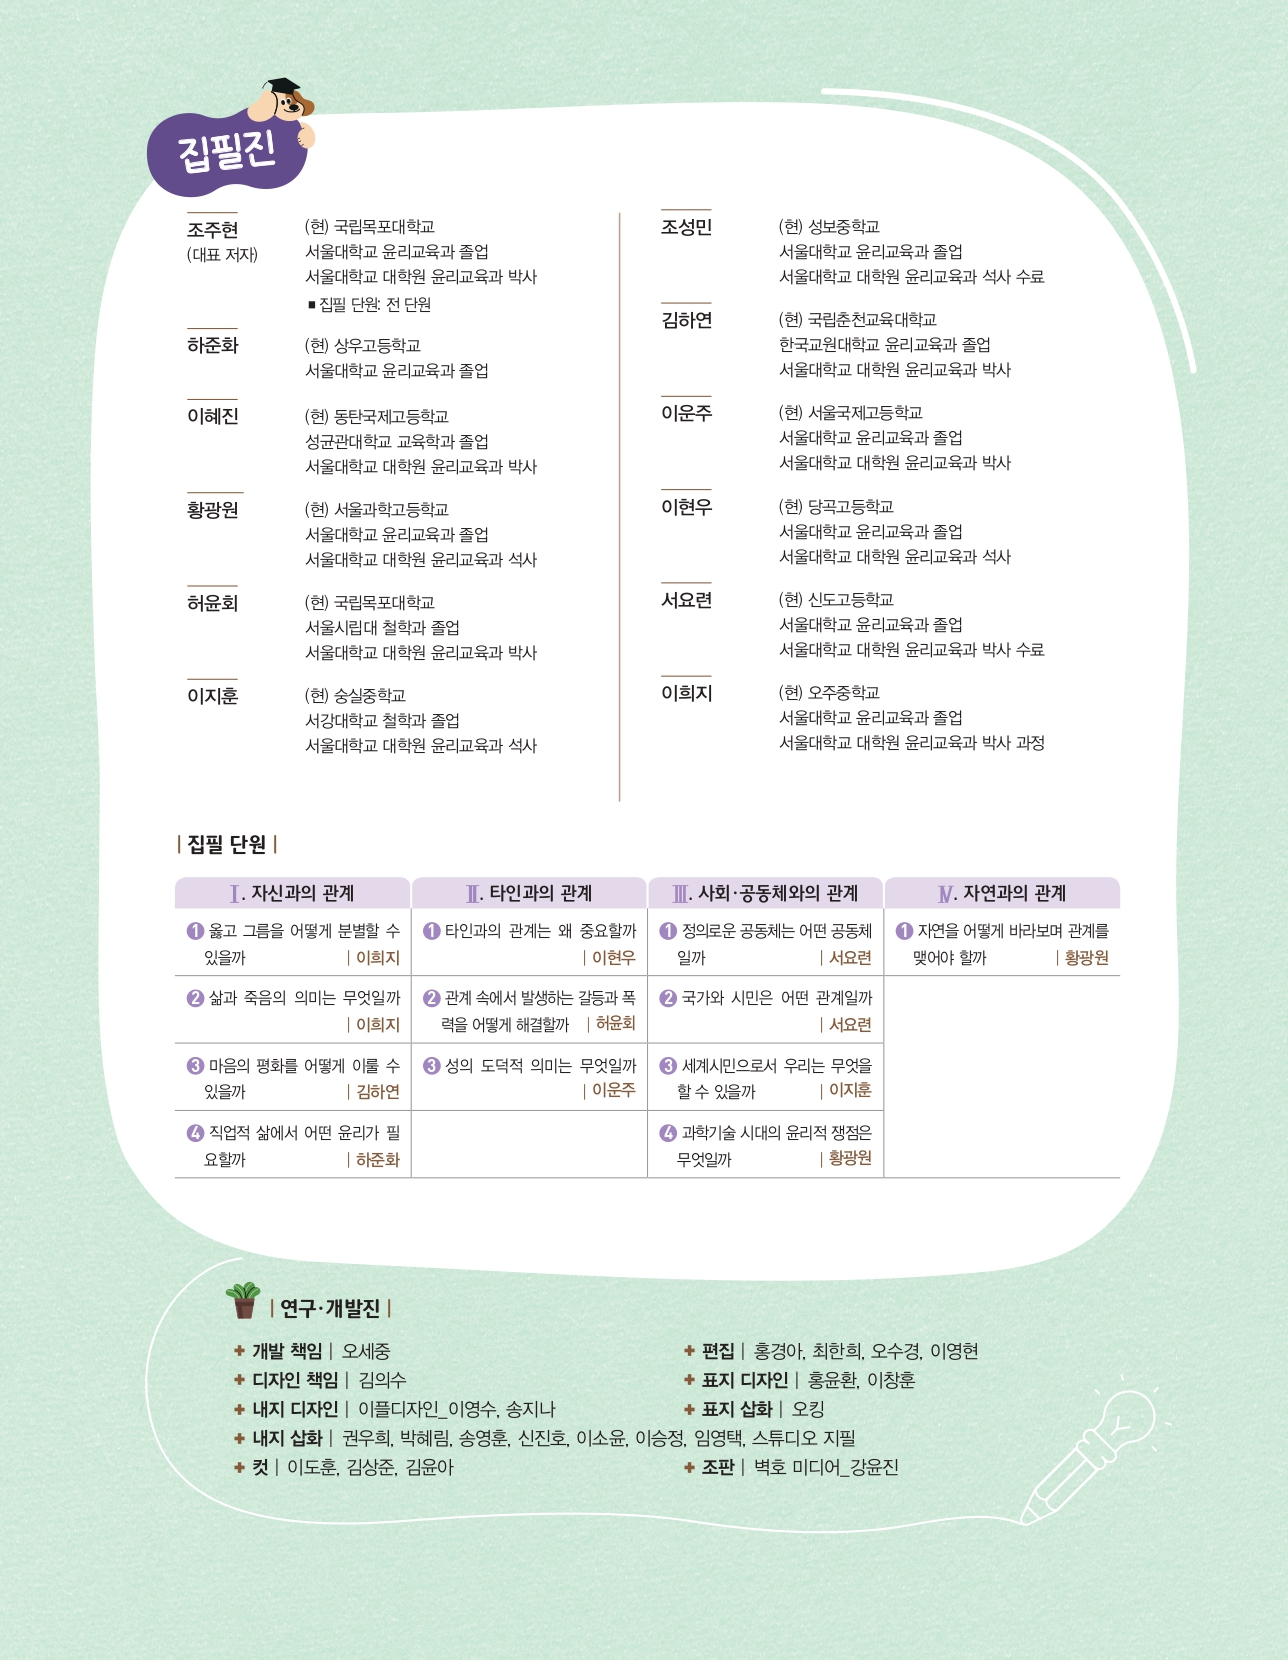 집필진
조주현
(대표 저자)
(현) 국립목포대학교
서울대학교 윤리교육과 졸업
서울대학교 대학원 윤리교육과 박사
■ 집필 단원: 전 단원
하준화
(현) 상우고등학교
서울대학교 윤리교육과 졸업
이혜진
(현) 동탄국제고등학교
성균관대학교 교육학과 졸업
서울대학교 대학원 윤리교육과 박사
황광원
(현) 서울과학고등학교
서울대학교 윤리교육과 졸업
서울대학교 대학원 윤리교육과 석사
허윤회
(현) 국립목포대학교
서울시립대 철학과 졸업
서울대학교 대학원 윤리교육과 박사
이지훈
(현) 숭실중학교
서강대학교 철학과 졸업
서울대학교 대학원 윤리교육과 석사
조성민
(현) 성보중학교
서울대학교 윤리교육과 졸업
서울대학교 대학원 윤리교육과 석사 수료
김하연
(현) 국립춘천교육대학교
한국교원대학교 윤리교육과 졸업
서울대학교 대학원 윤리교육과 박사
이운주
(현) 서울국제고등학교
서울대학교 윤리교육과 졸업
서울대학교 대학원 윤리교육과 박사
이현우
(현) 당곡고등학교
서울대학교 윤리교육과 졸업
서울대학교 대학원 윤리교육과 석사
서요련
(현) 신도고등학교
서울대학교 윤리교육과 졸업
서울대학교 대학원 윤리교육과 박사 수료
이희지
(현) 오주중학교
서울대학교 윤리교육과 졸업
서울대학교 대학원 윤리교육과 박사 과정
| 집필 단원 |
Ⅰ. 자신과의 관계
1 옳고 그름을 어떻게 분별할 수
있을까 | 이희지
2 삶과 죽음의 의미는 무엇일까
| 이희지
3 마음의 평화를 어떻게 이룰 수
있을까 | 김하연
4 직업적 삶에서 어떤 윤리가 필
요할까 | 하준화
Ⅱ. 타인과의 관계
1 타인과의 관계는 왜 중요할까
| 이현우
2 관계 속에서 발생하는 갈등과 폭
력을 어떻게 해결할까 | 허윤회
3 성의 도덕적 의미는 무엇일까
| 이운주
Ⅲ. 사회·공동체와의 관계
1 정의로운 공동체는 어떤 공동체
일까 | 서요련
2 국가와 시민은 어떤 관계일까
| 서요련
3 세계시민으로서 우리는 무엇을
할 수 있을까 | 이지훈
4 과학기술 시대의 윤리적 쟁점은
무엇일까 | 황광원
Ⅳ. 자연과의 관계
1 자연을 어떻게 바라보며 관계를
맺어야 할까 | 황광원
| 연구·개발진 |
개발 책임 | 오세중
편집 | 홍경아, 최한희, 오수경, 이영현
디자인 책임 | 김의수
표지 디자인 | 홍윤환, 이창훈
내지 디자인 | 이플디자인_이영수, 송지나
표지 삽화 | 오킹
내지 삽화 | 권우희, 박혜림, 송영훈, 신진호, 이소윤, 이승정, 임영택, 스튜디오 지필
컷 | 이도훈, 김상준, 김윤아
조판 | 벽호 미디어_강윤진